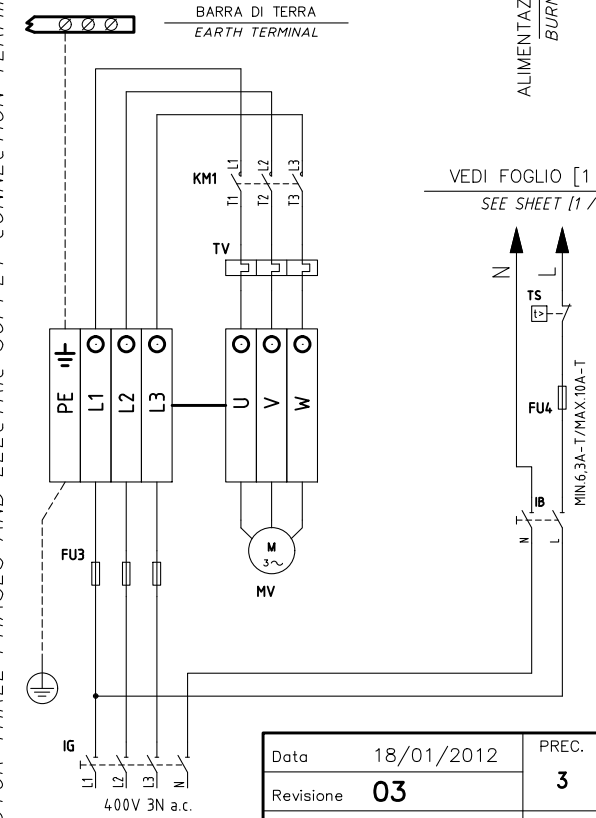 BARRA DI TERRA
EARTH TERMINAL
KM1
L1
L2
L3
T1
T2
T3
TV
VEDI FOGLIO [1
SEE SHEET [1 /
N
L
TS
t>
FU4
MIN.6,3A-T/MAX.10A-T
IB
N
L
PE
L1
L2
L3
U
V
W
FU3
M
3~
MV
IG
L1
L2
L3
N
400V 3N a.c.
Data 18/01/2012
Revisione 03
PREC.
3